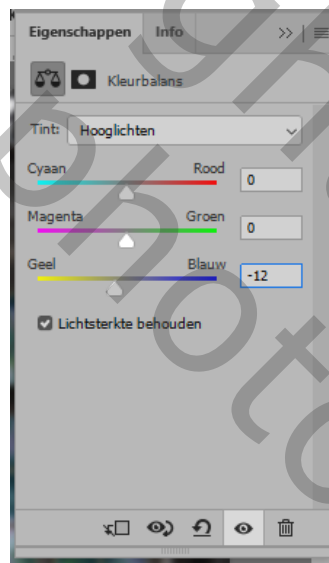 Eigenschappen Info
Kleurbalans
Tint: Hooglichten
Cyaan Rood 0
Magenta Groen 0
Geel Blauw -12
Lichtsterkte behouden